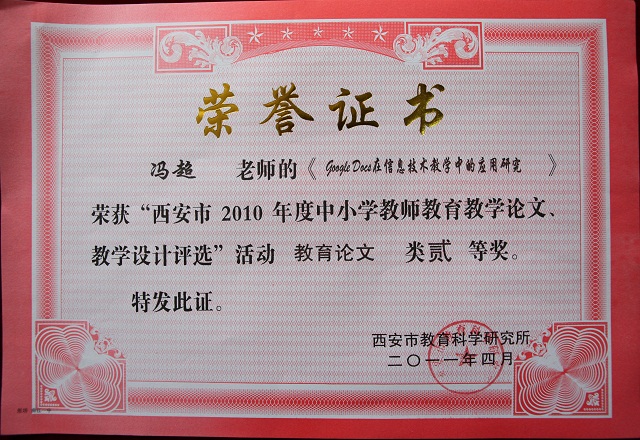 荣誉证书
冯超 老师的《Google Docs在信息技术教学中的应用研究》
荣获“西安市 2010 年度中小学教师教育教学论文、
教学设计评选”活动 教育论文 类贰 等奖。
特发此证。
西安市教育科学研究所
二〇一一年四月